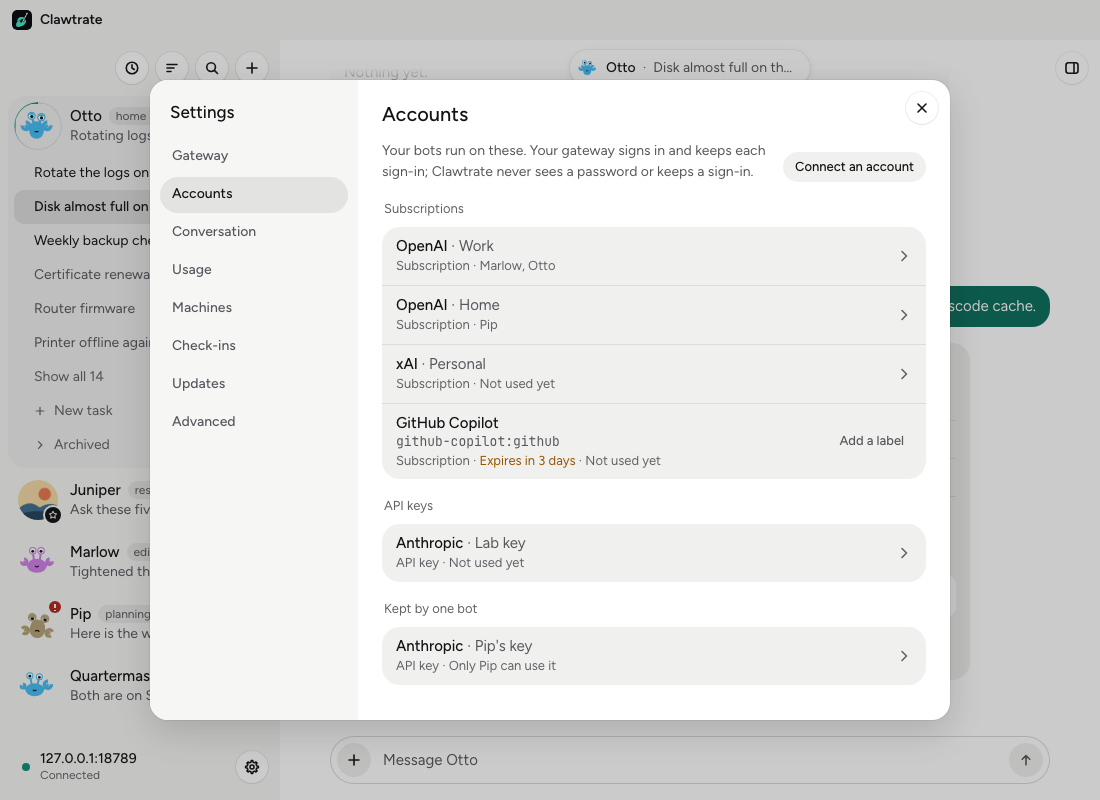 Clawtrate
Nothing yet.
Otto · Disk almost full on th...
Otto home
Rotating logs
Rotate the logs on
Disk almost full on
Weekly backup che
Certificate renewa
Router firmware
Printer offline agai
Show all 14
New task
Archived
Juniper res
Ask these fiv
Marlow edi
Tightened th
Pip planning
Here is the w
Quartermas
Both are on S
127.0.0.1:18789
Connected
Settings
Gateway
Accounts
Conversation
Usage
Machines
Check-ins
Updates
Advanced
Accounts
Your bots run on these. Your gateway signs in and keeps each
sign-in; Clawtrate never sees a password or keeps a sign-in.
Connect an account
Subscriptions
OpenAI · Work
Subscription · Marlow, Otto
OpenAI · Home
Subscription · Pip
xAI · Personal
Subscription · Not used yet
GitHub Copilot
github-copilot:github
Subscription · Expires in 3 days · Not used yet
Add a label
API keys
Anthropic · Lab key
API key · Not used yet
Kept by one bot
Anthropic · Pip's key
API key · Only Pip can use it
scode cache.
Message Otto